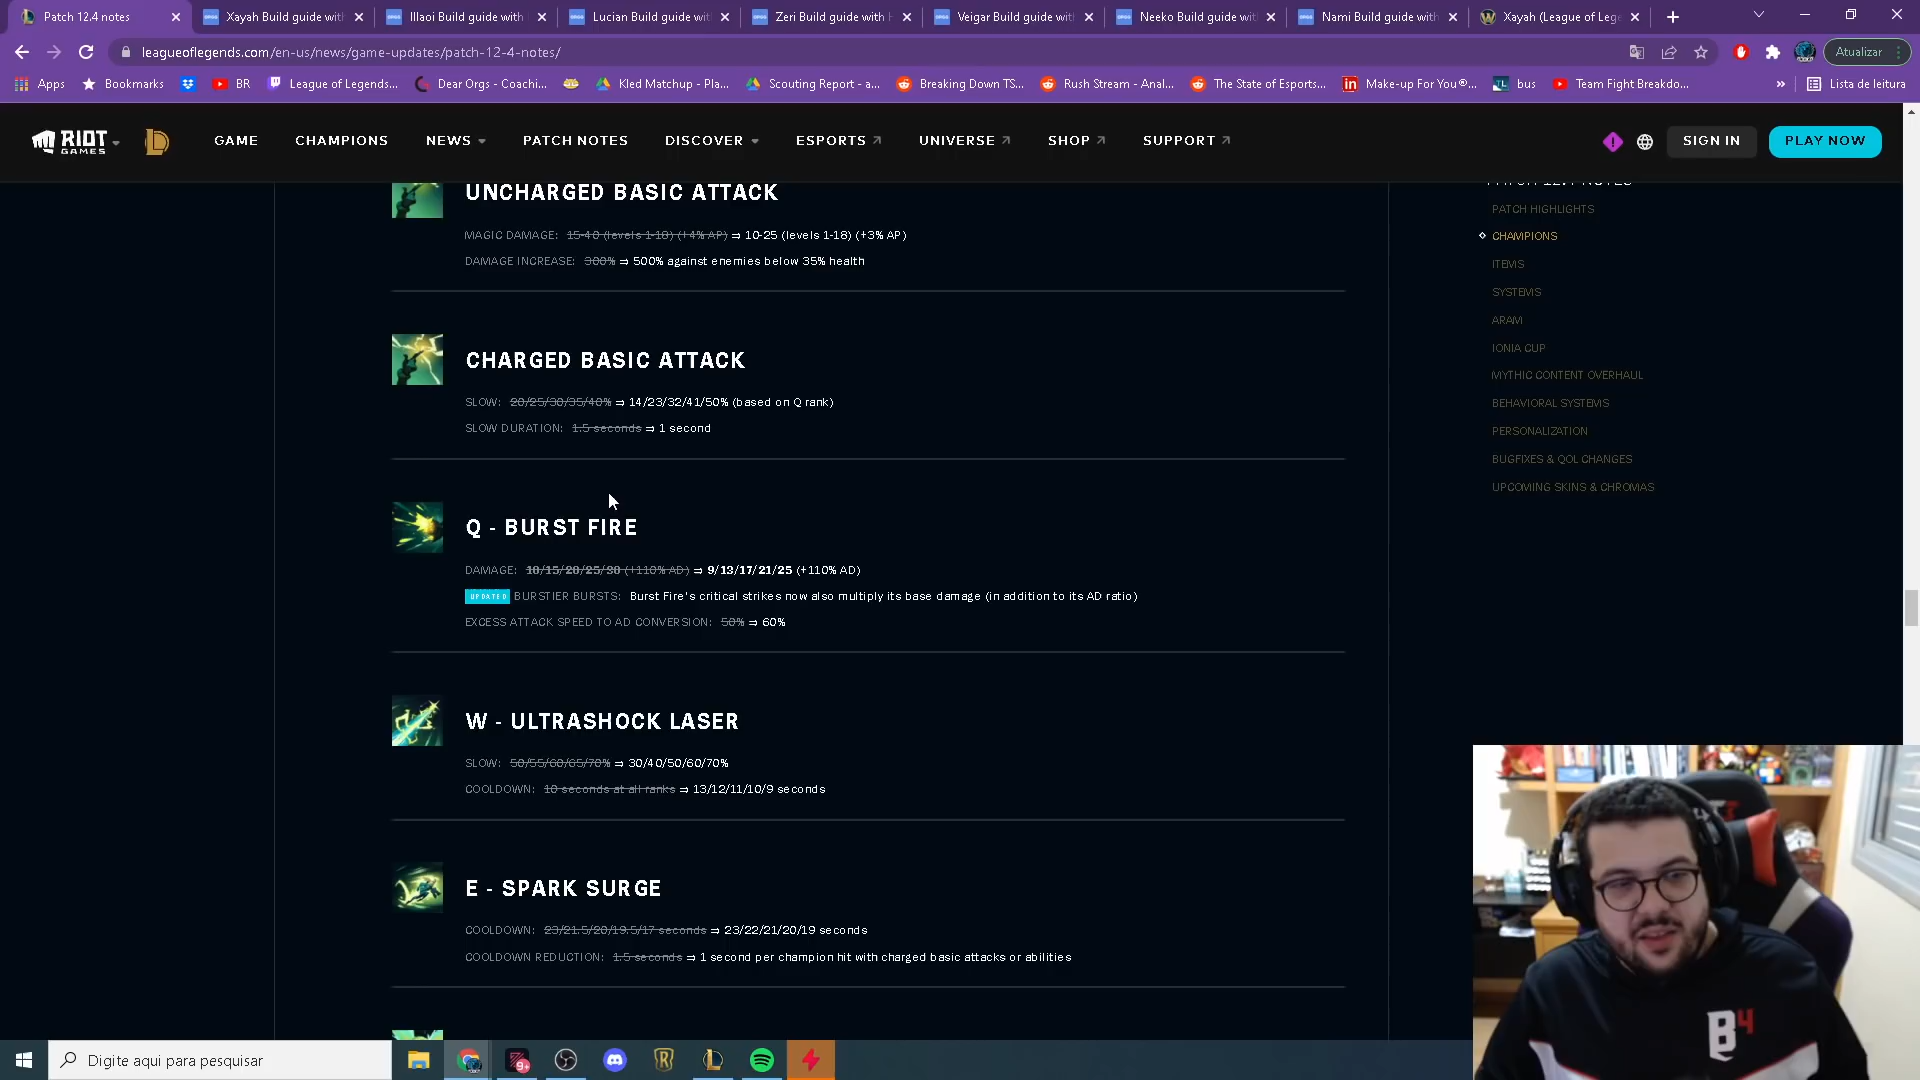 Patch 12.4 notes
Xayah Build guide with
Illaoi Build guide with
Lucian Build guide with
Zeri Build guide with
Veigar Build guide wit
Neeko Build guide wit
Nami Build guide with
Xayah (League of Leg
leagueoflegends.com/en-us/news/game-updates/patch-12-4-notes/
Atualizar
Apps
Bookmarks
BR
League of Legends...
Dear Orgs - Coachi...
Kled Matchup - Pla...
Scouting Report - a...
Breaking Down TS...
Rush Stream - Anal...
The State of Esports...
Make-up For You®...
bus
Team Fight Breakdo...
»
Lista de leitura
RIOT GAMES
GAME
CHAMPIONS
NEWS
PATCH NOTES
DISCOVER
ESPORTS
UNIVERSE
SHOP
SUPPORT
SIGN IN
PLAY NOW
UNCHARGED BASIC ATTACK
MAGIC DAMAGE: 15-40 (levels 1-18) (+4% AP) ⇒ 10-25 (levels 1-18) (+3% AP)
DAMAGE INCREASE: 300% ⇒ 500% against enemies below 35% health
CHARGED BASIC ATTACK
SLOW: 20/25/30/35/40% ⇒ 14/23/32/41/50% (based on Q rank)
SLOW DURATION: 1.5 seconds ⇒ 1 second
Q - BURST FIRE
DAMAGE: 10/15/20/25/30 (+110% AD) ⇒ 9/13/17/21/25 (+110% AD)
UPDATED BURSTIER BURSTS: Burst Fire's critical strikes now also multiply its base damage (in addition to its AD ratio)
EXCESS ATTACK SPEED TO AD CONVERSION: 50% ⇒ 60%
W - ULTRASHOCK LASER
SLOW: 50/55/60/65/70% ⇒ 30/40/50/60/70%
COOLDOWN: 10 seconds at all ranks ⇒ 13/12/11/10/9 seconds
E - SPARK SURGE
COOLDOWN: 23/21.5/20/19.5/17 seconds ⇒ 23/22/21/20/19 seconds
COOLDOWN REDUCTION: 1.5 seconds ⇒ 1 second per champion hit with charged basic attacks or abilities
PATCH 12.4 NOTES
PATCH HIGHLIGHTS
CHAMPIONS
ITEMS
SYSTEMS
ARAM
IONIA CUP
MYTHIC CONTENT OVERHAUL
BEHAVIORAL SYSTEMS
PERSONALIZATION
BUGFIXES & QOL CHANGES
UPCOMING SKINS & CHROMAS
B4
Digite aqui para pesquisar
9+